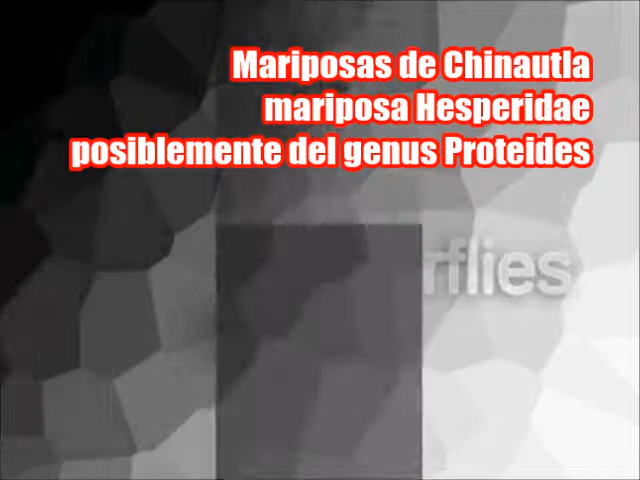 Mariposas de Chinautla
mariposa Hesperidae
posiblemente del genus Proteides
rflies